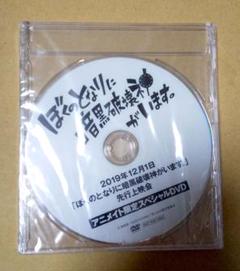 ぼくのとなりに
暗黒破壊神
がいます。
2019年12月1日
「ぼくのとなりに暗黒破壊神がいます。」
先行上映会
アニメイト限定スペシャルDVD
DVD